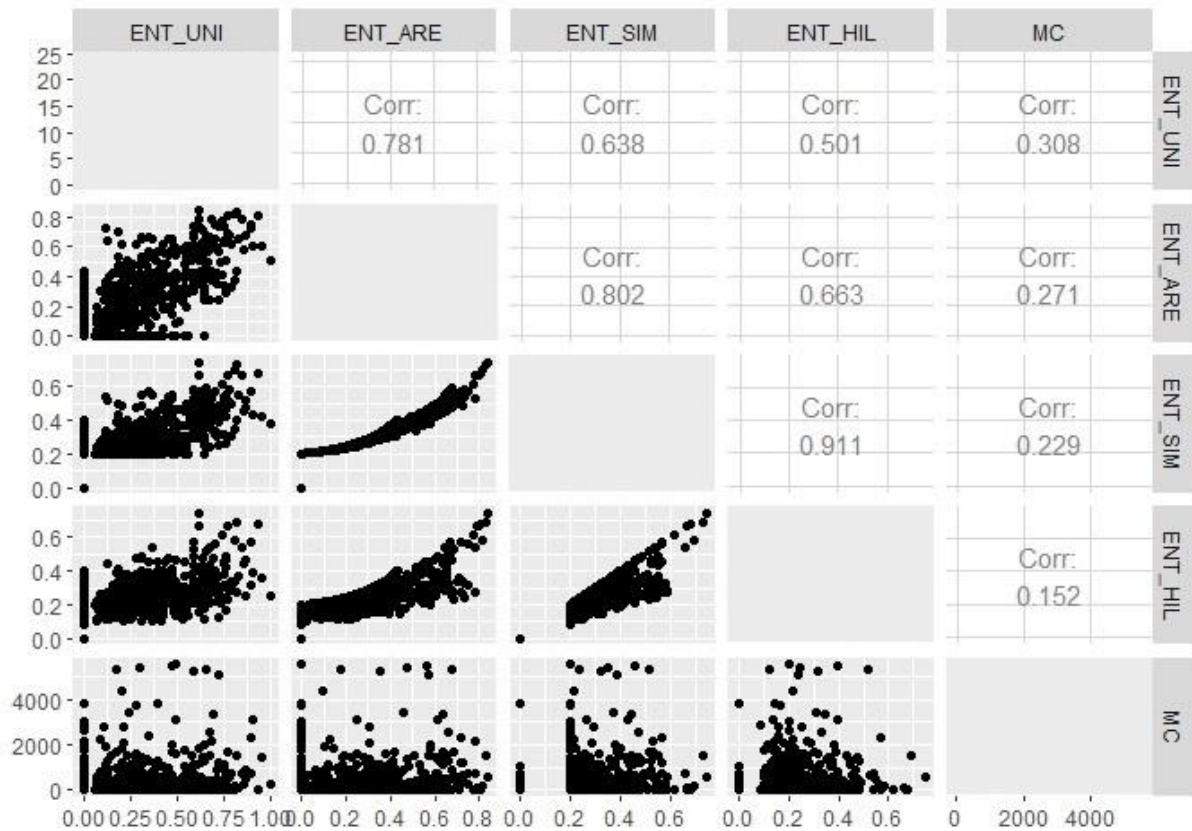 ENT_UNI ENT_ARE ENT_SIM ENT_HIL MC
25
20
15
10
5
0
Corr: Corr: Corr: Corr:
0.781 0.638 0.501 0.308
ENT_UNI
0.8
0.6
0.4
0.2
0.0
Corr: Corr: Corr:
0.802 0.663 0.271
ENT_ARE
0.6
0.4
0.2
0.0
Corr: Corr:
0.911 0.229
ENT_SIM
0.6
0.4
0.2
0.0
Corr:
0.152
ENT_HIL
4000
2000
0
MC
0.00 0.25 0.50 0.75 1.00 0.0 0.2 0.4 0.6 0.8 0.0 0.2 0.4 0.6 0.0 0.2 0.4 0.6 0 2000 4000